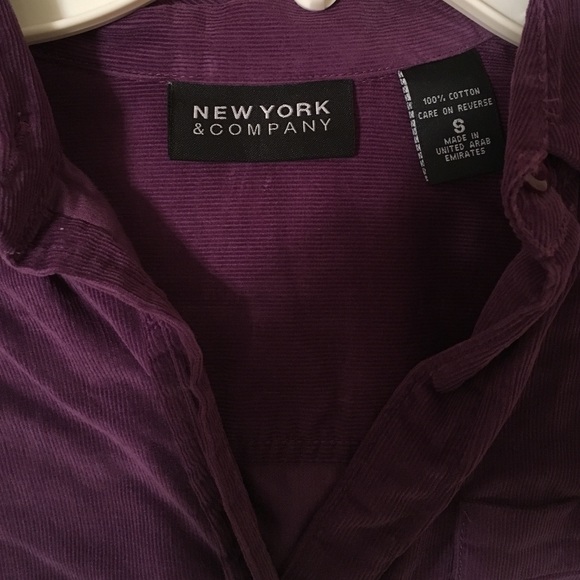 NEW YORK
& COMPANY
100% COTTON
CARE ON REVERSE
S
MADE IN
UNITED ARAB
EMIRATES